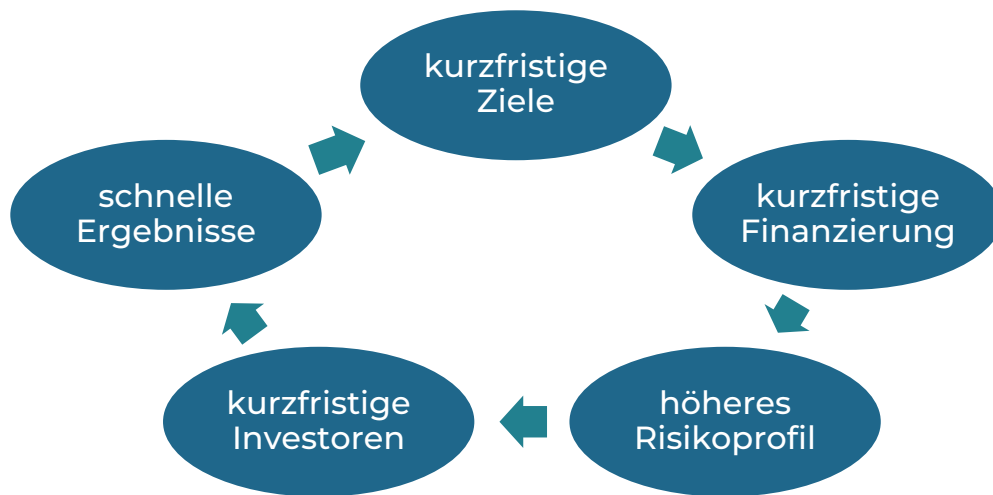 kurzfristige
Ziele
kurzfristige
Finanzierung
höheres
Risikoprofil
kurzfristige
Investoren
schnelle
Ergebnisse